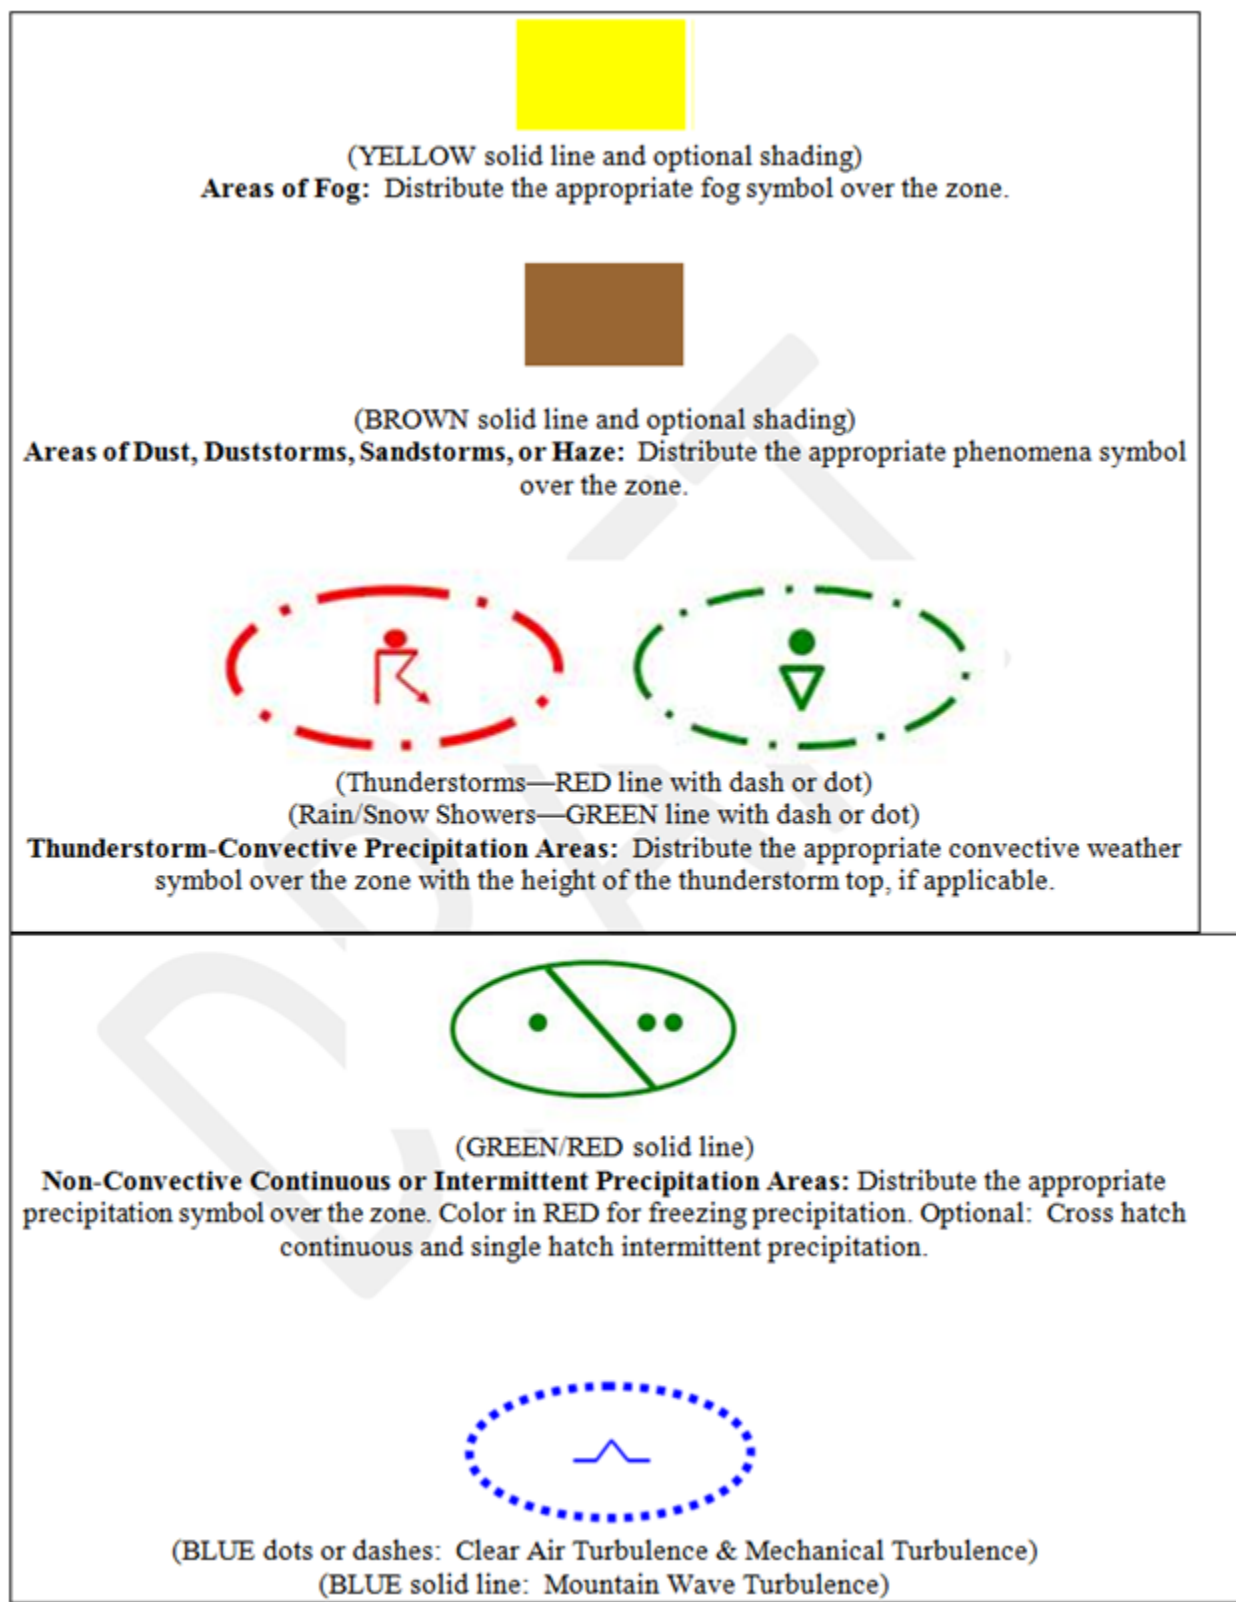 (YELLOW solid line and optional shading)
Areas of Fog: Distribute the appropriate fog symbol over the zone.
(BROWN solid line and optional shading)
Areas of Dust, Duststorms, Sandstorms, or Haze: Distribute the appropriate phenomena symbol
over the zone.
(Thunderstorms—RED line with dash or dot)
(Rain/Snow Showers—GREEN line with dash or dot)
Thunderstorm-Convective Precipitation Areas: Distribute the appropriate convective weather
symbol over the zone with the height of the thunderstorm top, if applicable.
(GREEN/RED solid line)
Non-Convective Continuous or Intermittent Precipitation Areas: Distribute the appropriate
precipitation symbol over the zone. Color in RED for freezing precipitation. Optional: Cross hatch
continuous and single hatch intermittent precipitation.
(BLUE dots or dashes: Clear Air Turbulence & Mechanical Turbulence)
(BLUE solid line: Mountain Wave Turbulence)
DRAFT